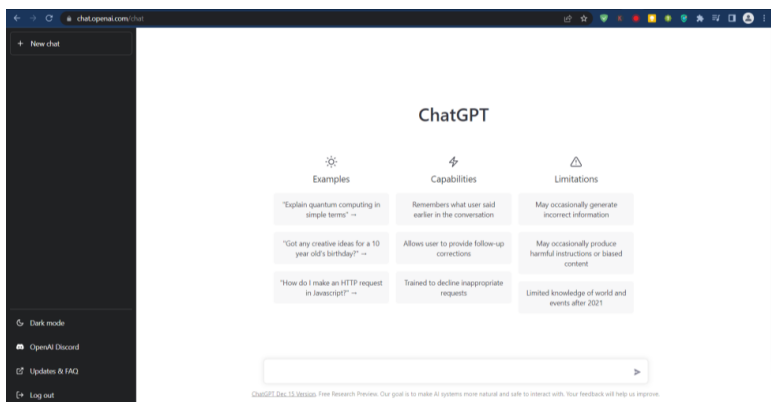 chat.openai.com/chat
+ New chat
ChatGPT
Examples
Capabilities
Limitations
"Explain quantum computing in
simple terms" →
Remembers what user said
earlier in the conversation
May occasionally generate
incorrect information
"Got any creative ideas for a 10
year old's birthday?" →
Allows user to provide follow-up
corrections
May occasionally produce
harmful instructions or biased
content
"How do I make an HTTP request
in Javascript?" →
Trained to decline inappropriate
requests
Limited knowledge of world and
events after 2021
Dark mode
OpenAI Discord
Updates & FAQ
Log out
ChatGPT Dec 15 Version. Free Research Preview. Our goal is to make AI systems more natural and safe to interact with. Your feedback will help us improve.